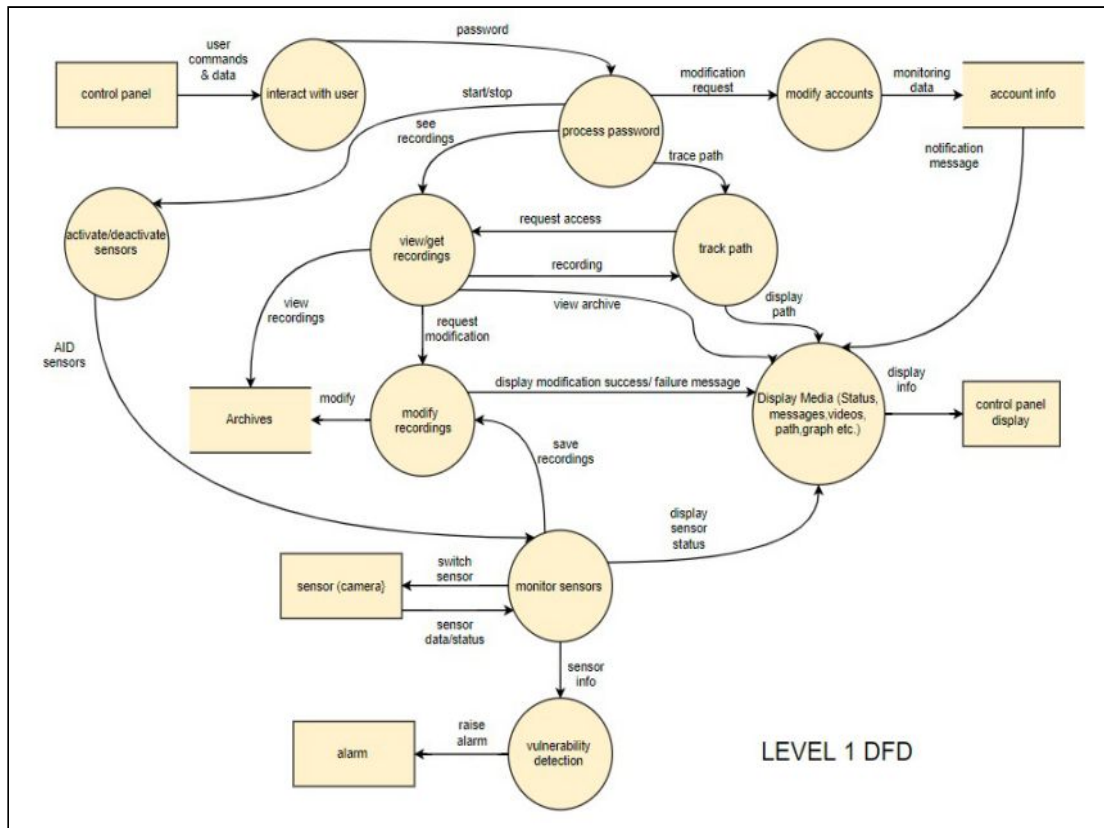 password
user
commands
& data
control panel
interact with user
start/stop
see
recordings
process password
modification
request
modify accounts
monitoring
data
account info
notification
message
trace path
activate/deactivate
sensors
view/get
recordings
request access
track path
recording
view archive
display
path
view
recordings
request
modification
AID
sensors
Archives
modify
modify
recordings
display modification success/ failure message
Display Media (Status,
messages,videos,
path,graph etc.)
display
info
control panel
display
save
recordings
display
sensor
status
sensor (camera}
switch
sensor
monitor sensors
sensor
data/status
sensor
info
alarm
raise
alarm
vulnerability
detection
LEVEL 1 DFD